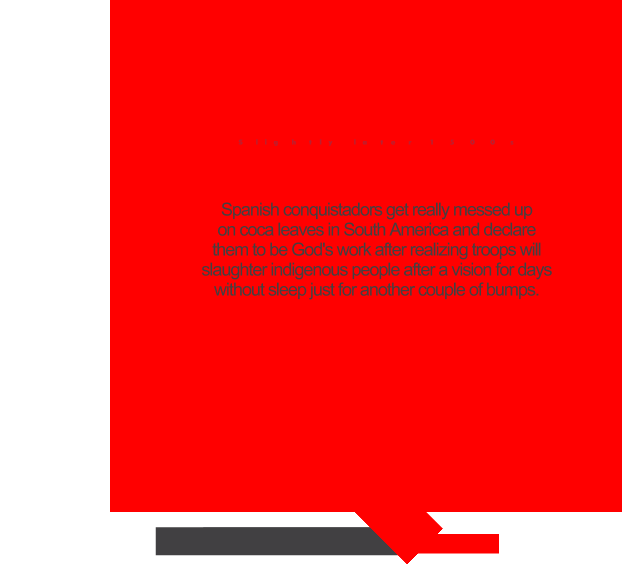 Spanish conquistadors get really messed up
on coca leaves in South America and declare
them to be God's work after realizing troops will
slaughter indigenous people after a vision for days
without sleep just for another couple of bumps.